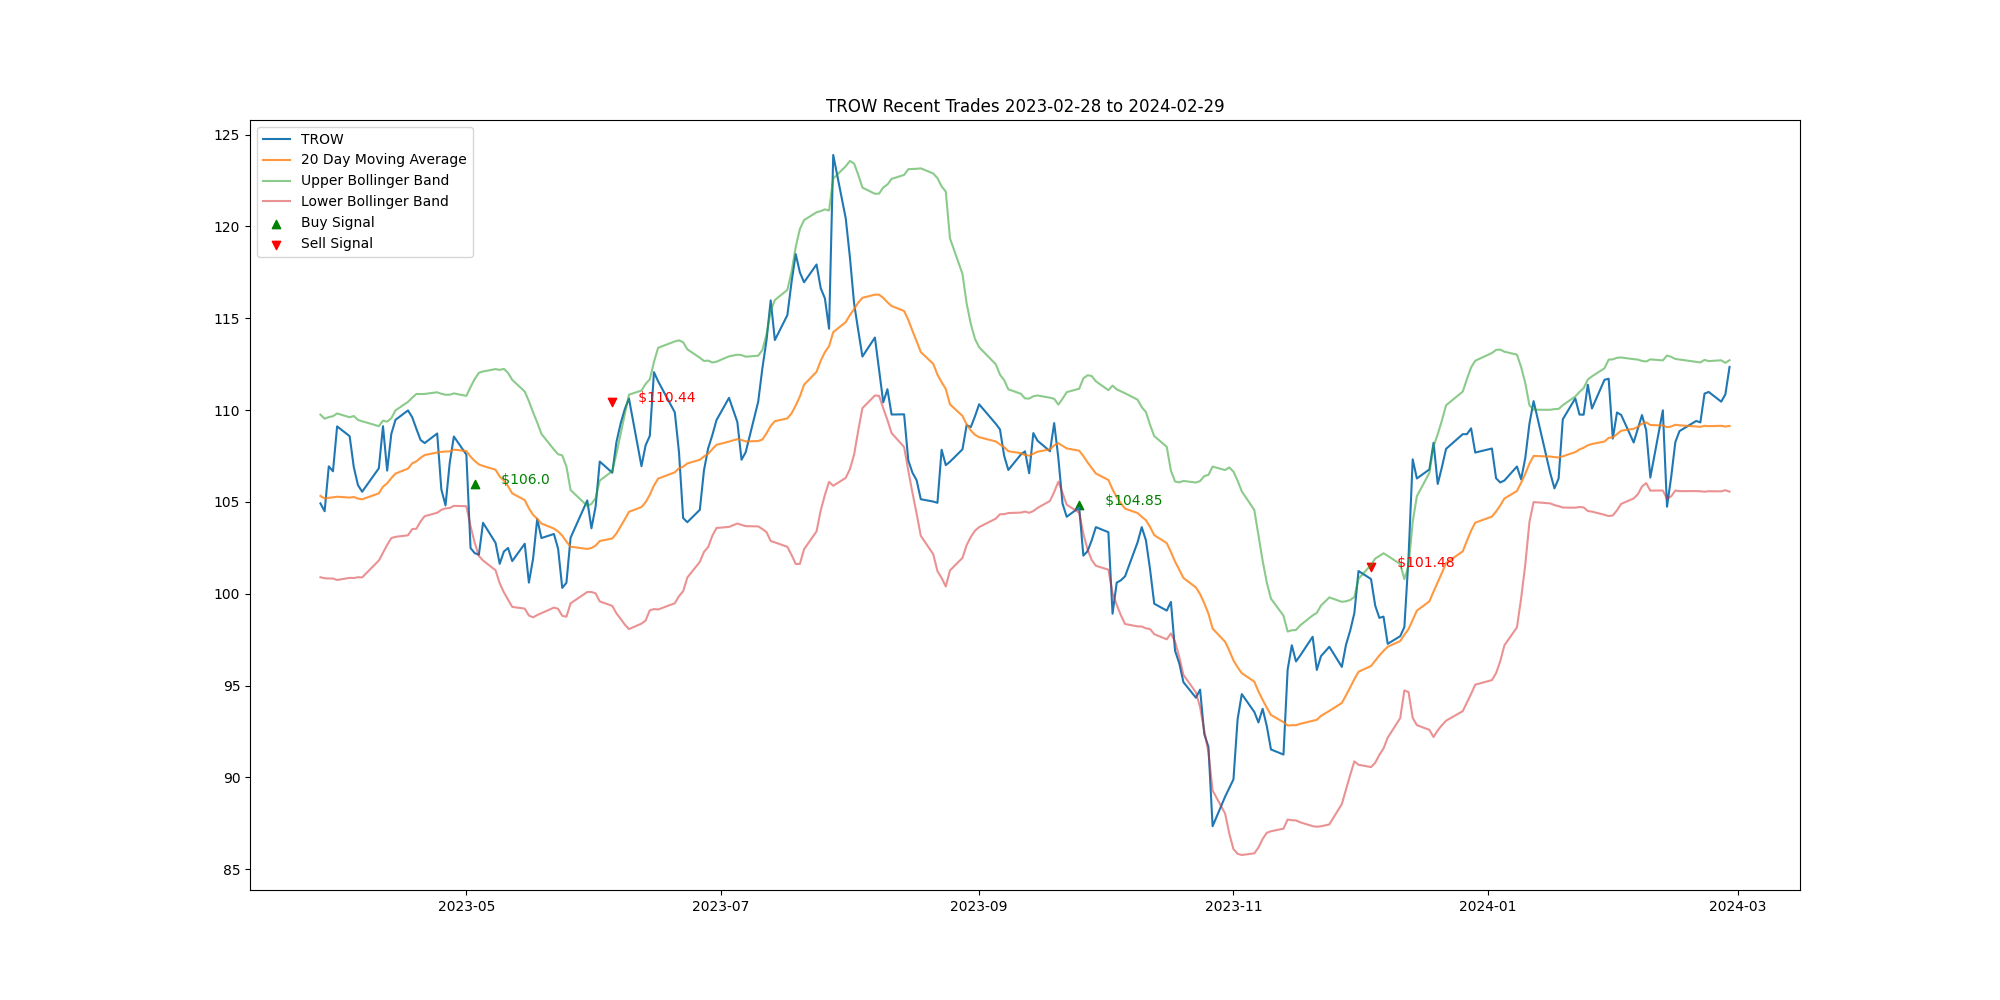 TROW Recent Trades 2023-02-28 to 2024-02-29
125
120
115
110
105
100
95
90
85
TROW
20 Day Moving Average
Upper Bollinger Band
Lower Bollinger Band
Buy Signal
Sell Signal
$110.44
$106.0
$104.85
$101.48
2023-05 2023-07 2023-09 2023-11 2024-01 2024-03